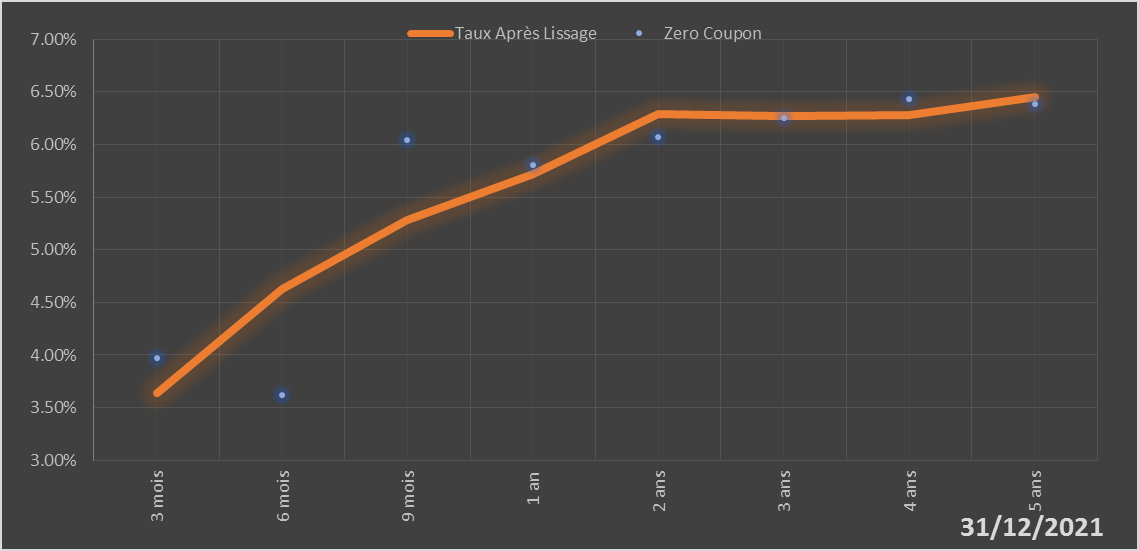 Taux Après Lissage
Zero Coupon
7.00%
6.50%
6.00%
5.50%
5.00%
4.50%
4.00%
3.50%
3.00%
3 mois
6 mois
9 mois
1 an
2 ans
3 ans
4 ans
5 ans
31/12/2021